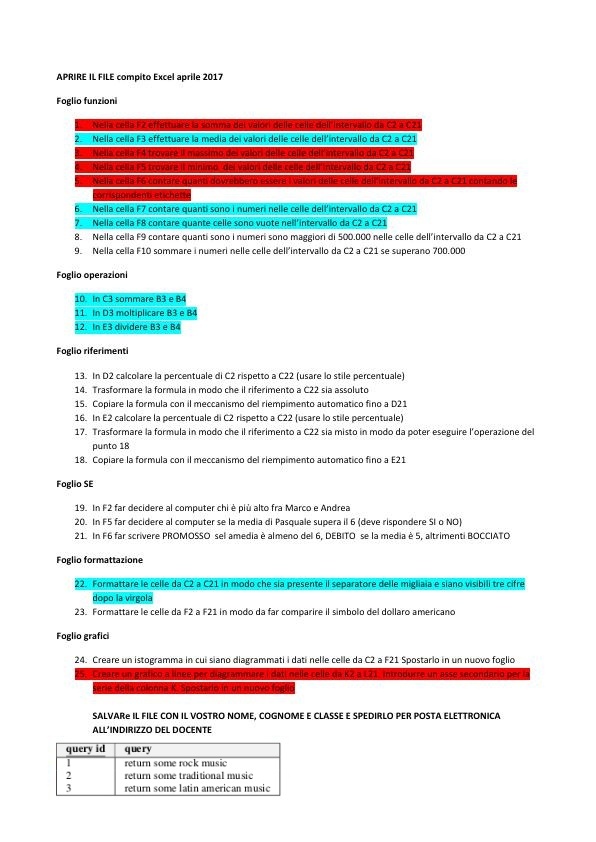 APRIRE IL FILE compito Excel aprile 2017
Foglio funzioni
1. Nella cella F2 effettuare la somma dei valori delle celle dell'intervallo da C2 a C21
2. Nella cella F3 effettuare la media dei valori delle celle dell'intervallo da C2 a C21
3. Nella cella F4 trovare il massimo dei valori delle celle dell'intervallo da C2 a C21
4. Nella cella F5 trovare il minimo dei valori delle celle dell'intervallo da C2 a C21
5. Nella cella F6 contare quanti dovrebbero essere i valori delle celle dell'intervallo da C2 a C21 contando le
corrispondenti etichette
6. Nella cella F7 contare quanti sono i numeri nelle celle dell'intervallo da C2 a C21
7. Nella cella F8 contare quante celle sono vuote nell'intervallo da C2 a C21
8. Nella cella F9 contare quanti sono i numeri sono maggiori di 500.000 nelle celle dell'intervallo da C2 a C21
9. Nella cella F10 sommare i numeri nelle celle dell'intervallo da C2 a C21 se superano 700.000
Foglio operazioni
10. In C3 sommare B3 e B4
11. In D3 moltiplicare B3 e B4
12. In E3 dividere B3 e B4
Foglio riferimenti
13. In D2 calcolare la percentuale di C2 rispetto a C22 (usare lo stile percentuale)
14. Trasformare la formula in modo che il riferimento a C22 sia assoluto
15. Copiare la formula con il meccanismo del riempimento automatico fino a D21
16. In E2 calcolare la percentuale di C2 rispetto a C22 (usare lo stile percentuale)
17. Trasformare la formula in modo che il riferimento a C22 sia misto in modo da poter eseguire l'operazione del
punto 18
18. Copiare la formula con il meccanismo del riempimento automatico fino a E21
Foglio SE
19. In F2 far decidere al computer chi è più alto fra Marco e Andrea
20. In F5 far decidere al computer se la media di Pasquale supera il 6 (deve rispondere SI o NO)
21. In F6 far scrivere PROMOSSO sel amedia è almeno del 6, DEBITO se la media è 5, altrimenti BOCCIATO
Foglio formattazione
22. Formattare le celle da C2 a C21 in modo che sia presente il separatore delle migliaia e siano visibili tre cifre
dopo la virgola
23. Formattare le celle da F2 a F21 in modo da far comparire il simbolo del dollaro americano
Foglio grafici
24. Creare un istogramma in cui siano diagrammati i dati nelle celle da C2 a F21 Spostarlo in un nuovo foglio
25. Creare un grafico a linee per diagrammare i dati nelle celle da K2 a L21. Introdurre un asse secondario per la
serie della colonna K. Spostarlo in un nuovo foglio
SALVARe IL FILE CON IL VOSTRO NOME, COGNOME E CLASSE E SPEDIRLO PER POSTA ELETTRONICA
ALL'INDIRIZZO DEL DOCENTE
query id query
1 return some rock music
2 return some traditional music
3 return some latin american music